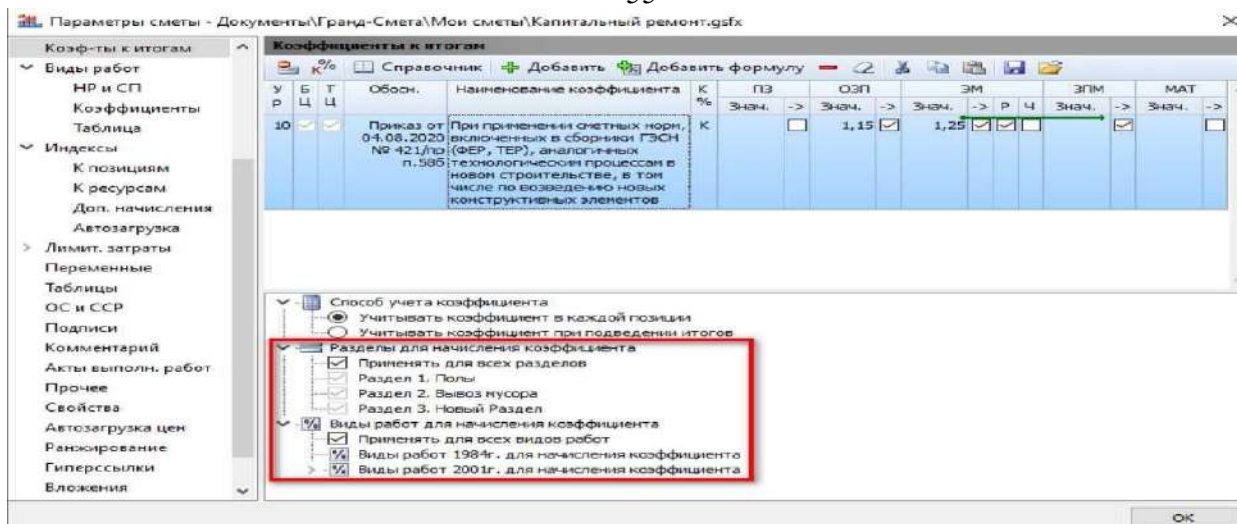 Параметры сметы - Документы\Гранд-Смета\Мои сметы\Капитальный ремонт.gsfx
Коэф-ты к итогам
Виды работ
НР и СП
Коэффициенты
Таблица
Индексы
К позициям
К ресурсам
Доп. начисления
Автозагрузка
Лимит. затраты
Переменные
Таблицы
ОС и ССР
Подписи
Комментарий
Акты выполн. работ
Прочее
Свойства
Автозагрузка цен
Ранжирование
Гиперссылки
Вложения
Коэффициенты к итогам
К% Справочник Добавить Добавить формулу
У Р Б Ц Т Ц Обосн. Наименование коэффициента К % ПЗ ОЗП ЭМ ЗПМ МАТ
Знач. -> Знач. -> Знач. -> Р Ч Знач. -> Знач. ->
10 Приказ от При применении сметных норм, К 1,15 1,25
04.08.2020 включенных в сборники ГЭСН
№ 421/пр (ФЕР, ТЕР), аналогичных
п.58б технологическим процессам в
новом строительстве, в том
числе по возведению новых
конструктивных элементов
Способ учета коэффициента
Учитывать коэффициент в каждой позиции
Учитывать коэффициент при подведении итогов
Разделы для начисления коэффициента
Применять для всех разделов
Раздел 1. Полы
Раздел 2. Вывоз мусора
Раздел 3. Новый Раздел
Виды работ для начисления коэффициента
Применять для всех видов работ
Виды работ 1984г. для начисления коэффициента
Виды работ 2001г. для начисления коэффициента
ОК